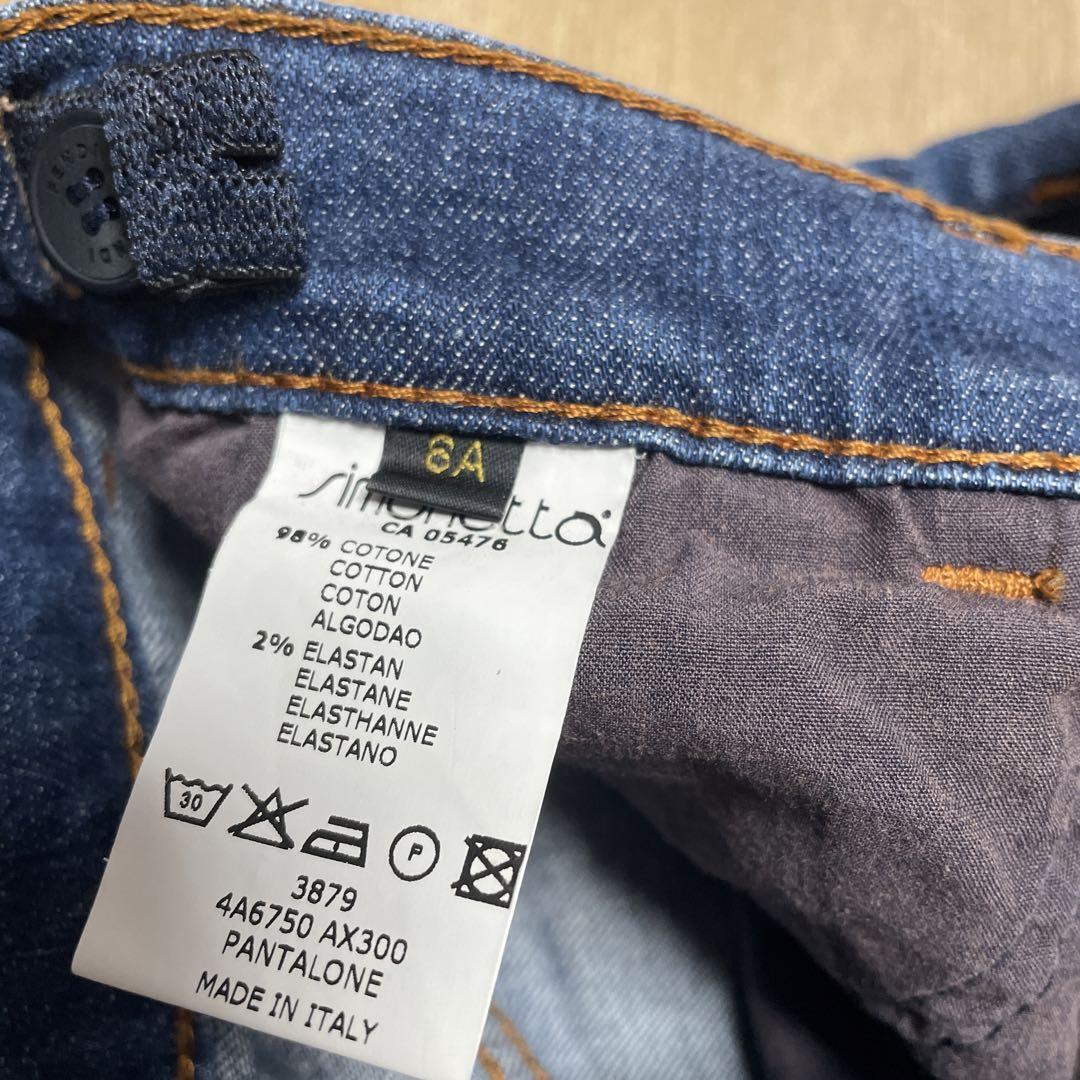 6A
simonetta
CA 05476
98% COTONE
COTTON
COTON
ALGODAO
2% ELASTAN
ELASTANE
ELASTHANNE
ELASTANO
30
P
3879
4A6750 AX300
PANTALONE
MADE IN ITALY